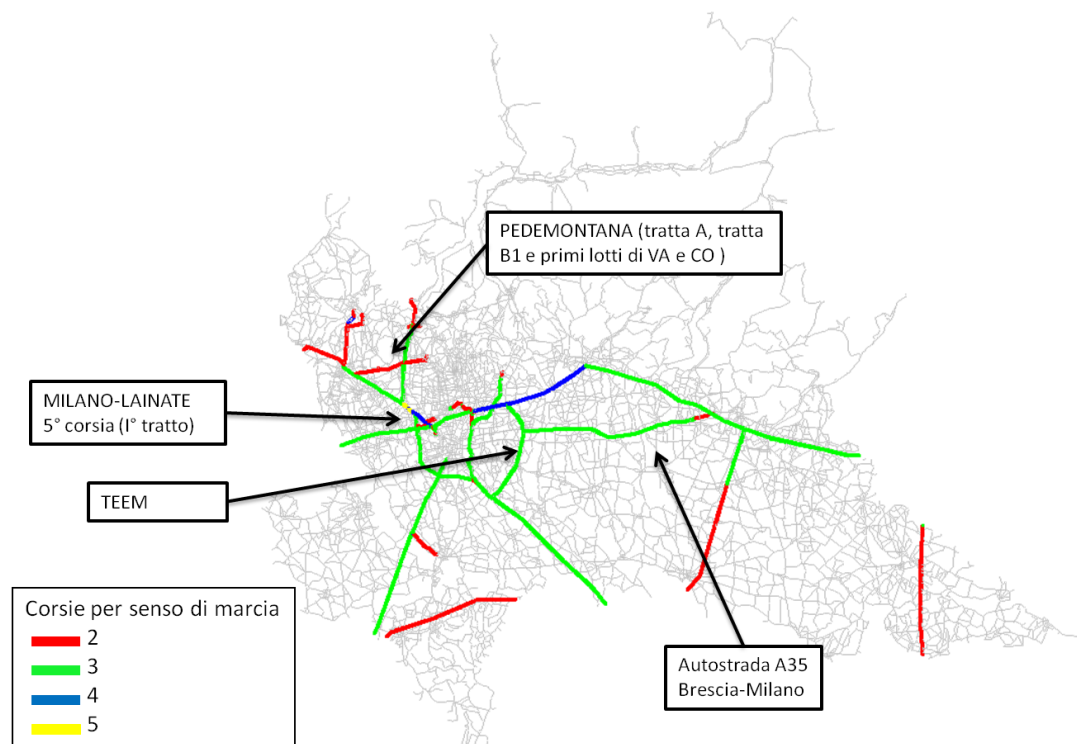 PEDEMONTANA (tratta A, tratta
B1 e primi lotti di VA e CO )
MILANO-LAINATE
5° corsia (I° tratto)
TEEM
Corsie per senso di marcia
2
3
4
5
Autostrada A35
Brescia-Milano